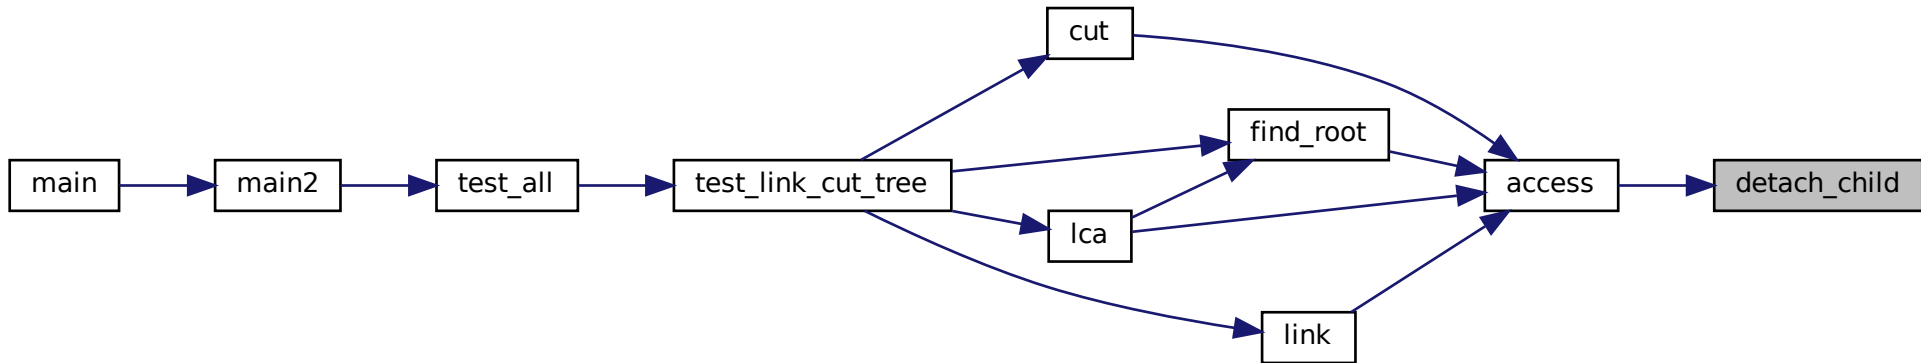 main
main2
test_all
test_link_cut_tree
cut
find_root
lca
link
access
detach_child